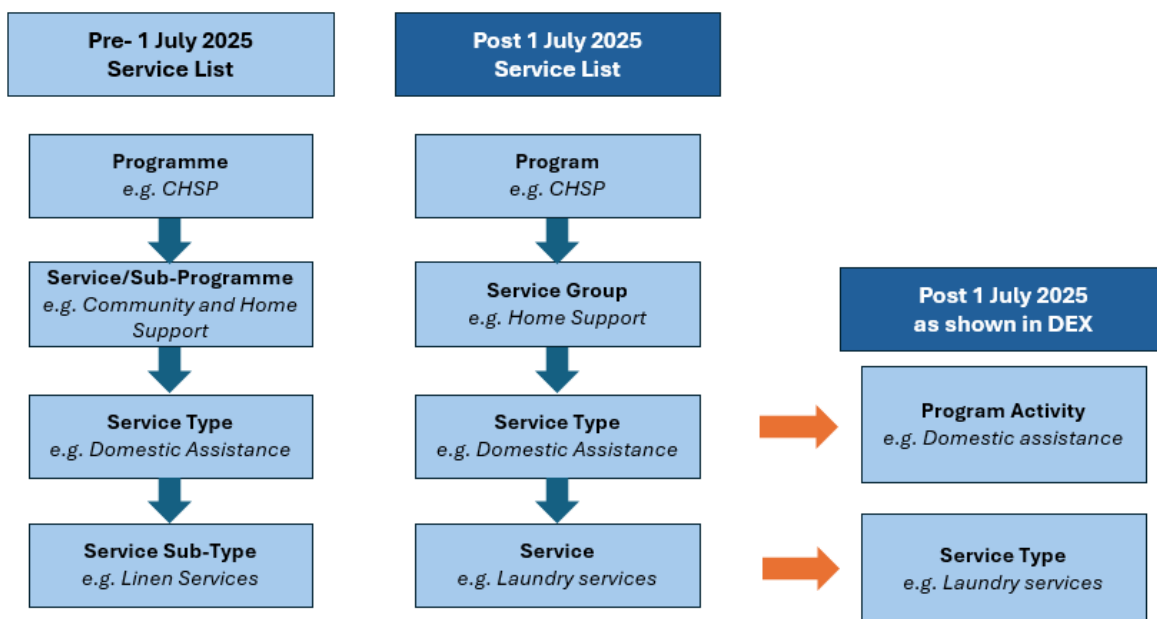 Pre- 1 July 2025
Service List
Programme
e.g. CHSP
Service/Sub-Programme
e.g. Community and Home
Support
Service Type
e.g. Domestic Assistance
Service Sub-Type
e.g. Linen Services
Post 1 July 2025
Service List
Program
e.g. CHSP
Service Group
e.g. Home Support
Service Type
e.g. Domestic Assistance
Service
e.g. Laundry services
Post 1 July 2025
as shown in DEX
Program Activity
e.g. Domestic assistance
Service Type
e.g. Laundry services